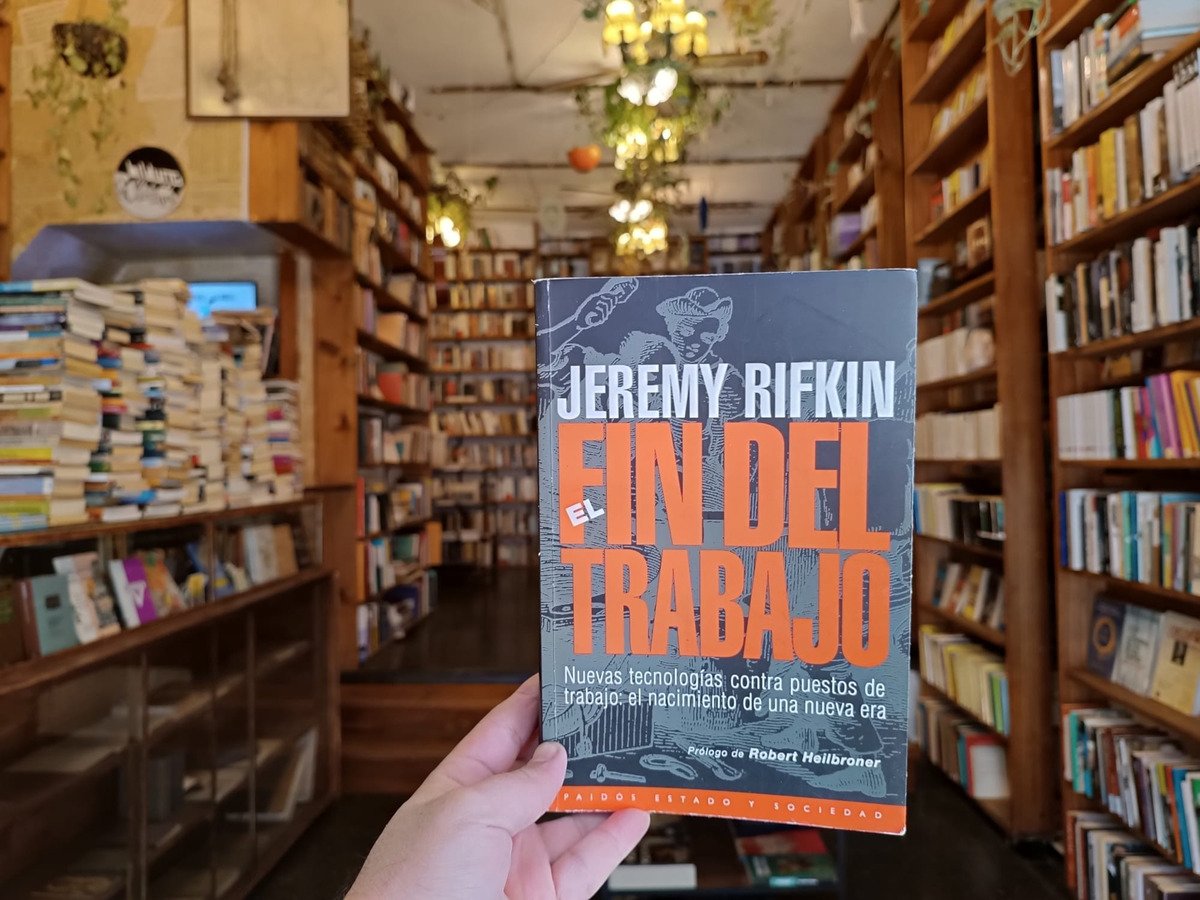 JEREMY RIFKIN
EL
FIN DEL
TRABAJO
Nuevas tecnologías contra puestos de
trabajo: el nacimiento de una nueva era
Prólogo de Robert Heilbroner
PAIDÓS ESTADO Y SOCIEDAD